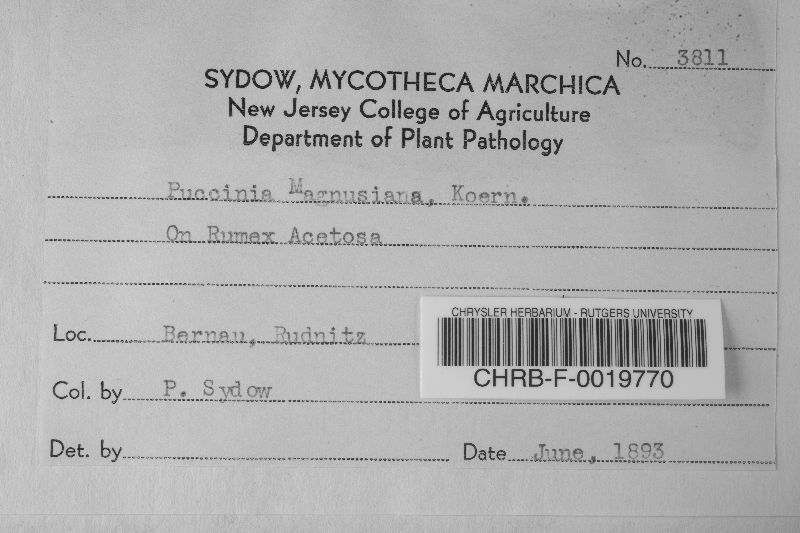 No. 3811
SYDOW, MYCOTHECA MARCHICA
New Jersey College of Agriculture
Department of Plant Pathology
Puccinia Magnusiana, Koern.
On Rumex Acetosa
CHRYSLER HERBARIUM - RUTGERS UNIVERSITY
Loc. Bernau, Rudnitz
CHRB-F-0019770
Col. by P. Sydow
Det. by
Date June, 1893